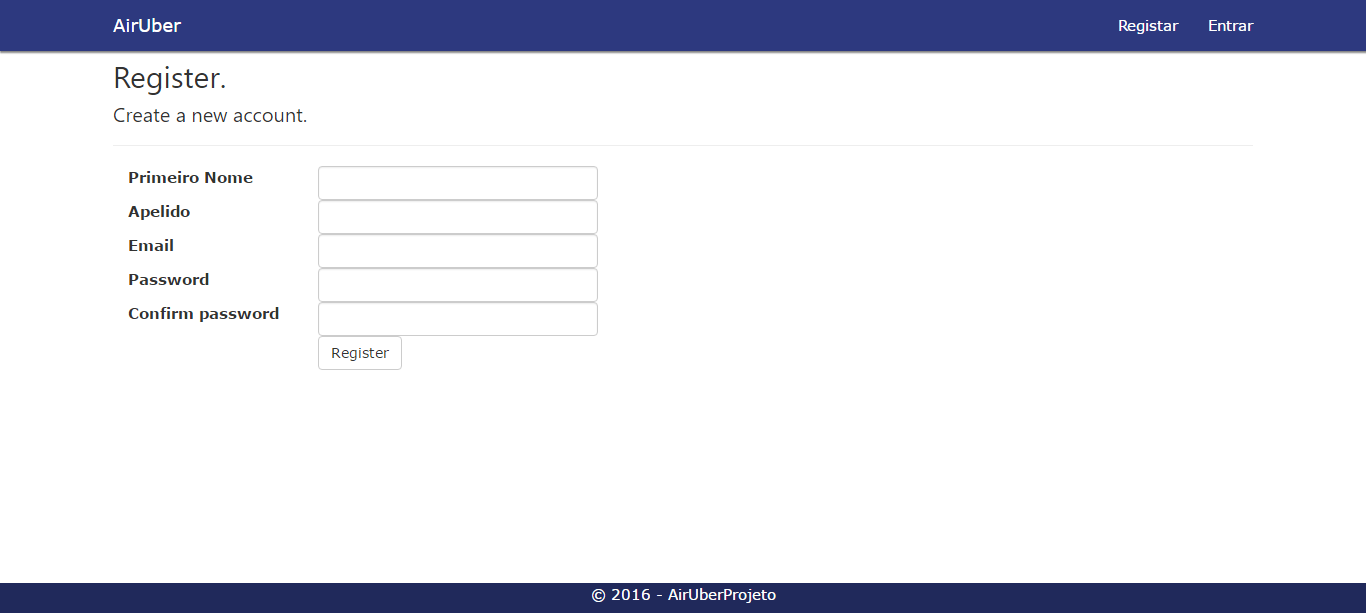 AirUber Registar Entrar
Register.
Create a new account.
Primeiro Nome
Apelido
Email
Password
Confirm password
Register
© 2016 - AirUberProjeto